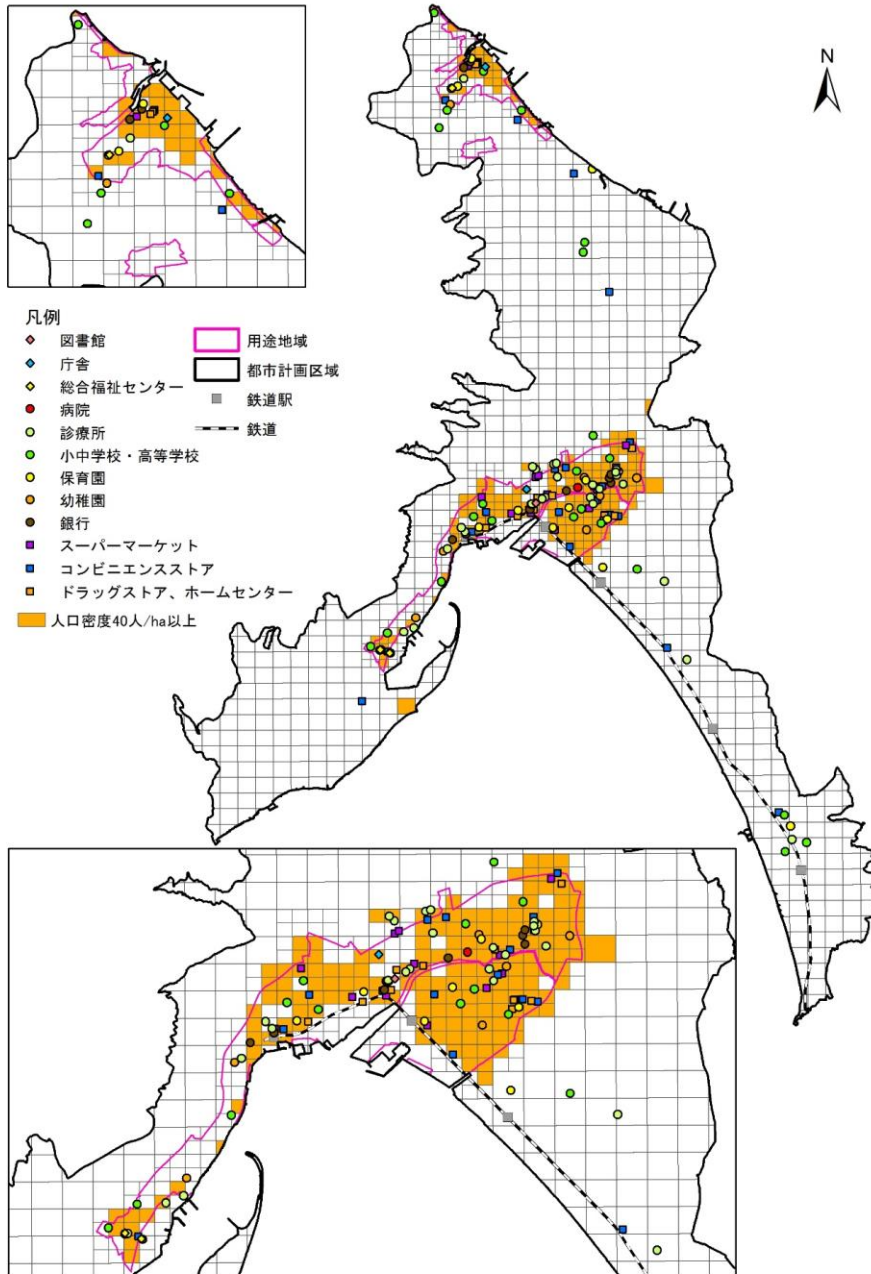 N
凡例
図書館
庁舎
総合福祉センター
病院
診療所
小中学校・高等学校
保育園
幼稚園
銀行
スーパーマーケット
コンビニエンスストア
ドラッグストア、ホームセンター
人口密度40人/ha以上
用途地域
都市計画区域
鉄道駅
鉄道